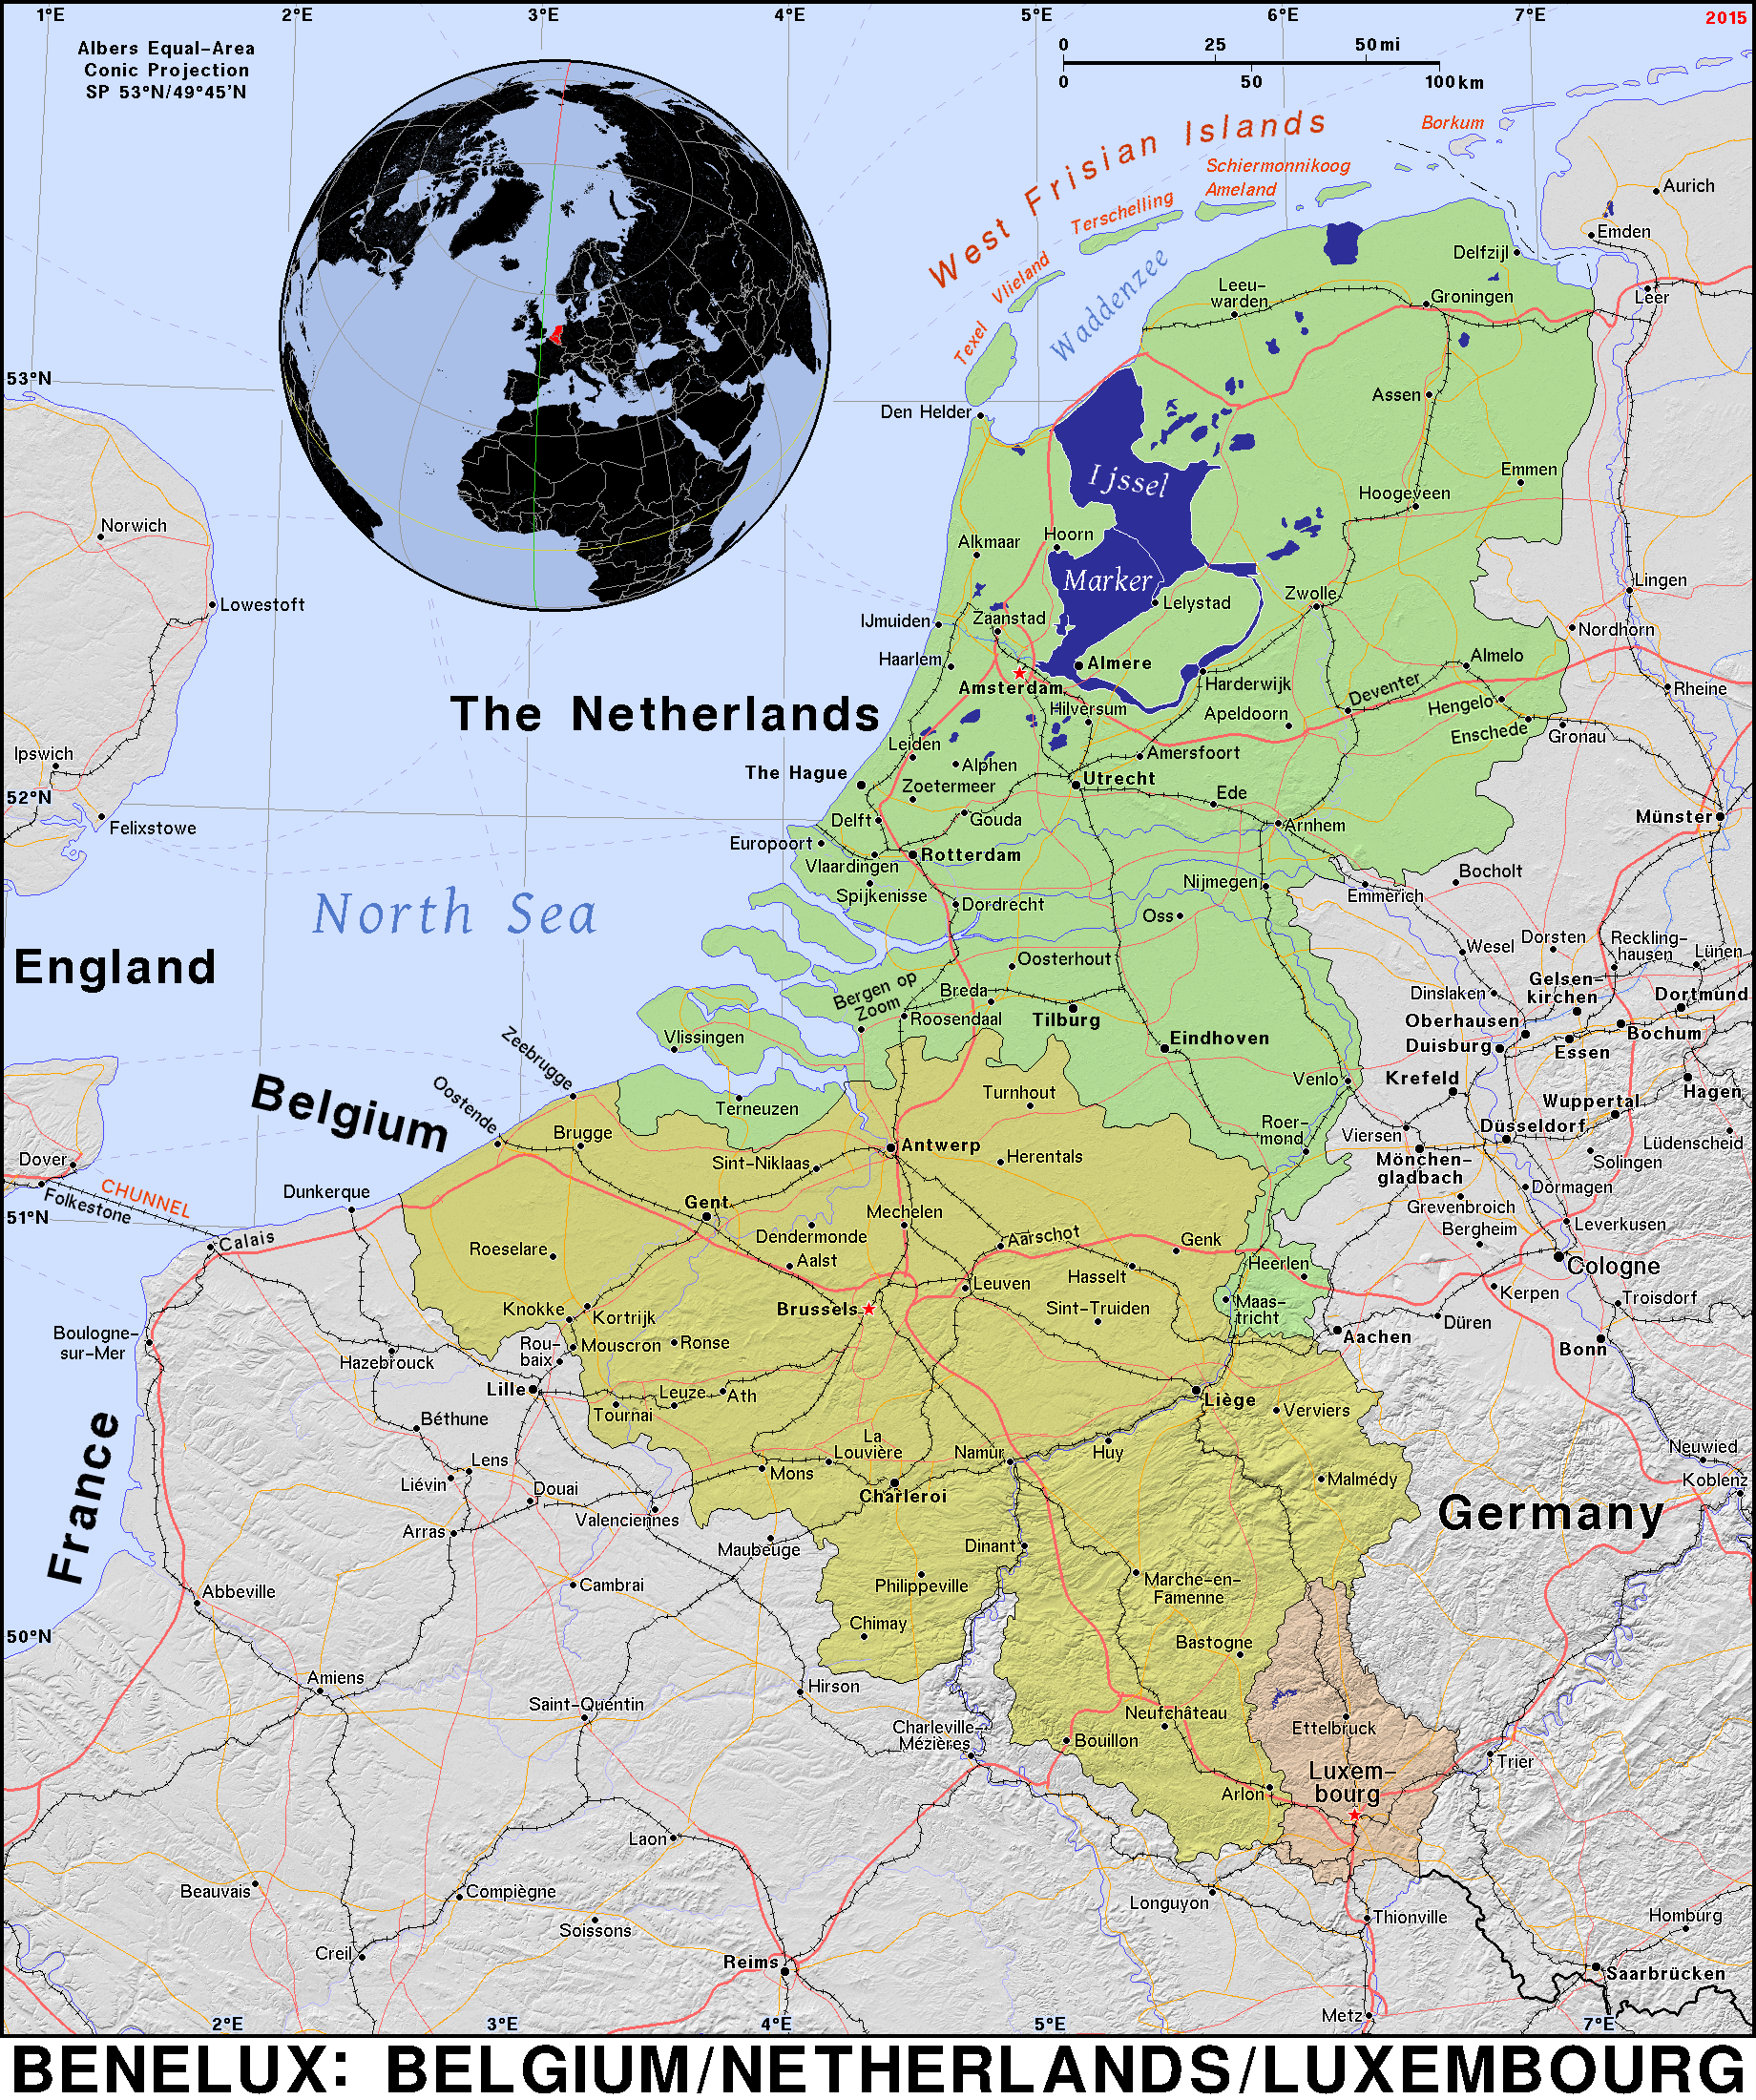 1°E
2°E
3°E
4°E
5°E
6°E
7°E
2015
Albers Equal-Area
Conic Projection
SP 53°N/49°45'N
0
25
50 mi
0
50
100 km
West Frisian Islands
Borkum
Schiermonnikoog
Ameland
Terschelling
Vlieland
Texel
Waddenzee
Aurich
Emden
Delfzijl
Leer
Leeu-
warden
Groningen
53°N
Den Helder
Assen
Emmen
Ijssel
Hoogeveen
Norwich
Alkmaar
Hoorn
Marker
Lelystad
Zwolle
Lingen
Lowestoft
IJmuiden
Zaanstad
Nordhorn
Haarlem
Almere
Almelo
Amsterdam
Harderwijk
Deventer
Rheine
The Netherlands
Hilversum
Apeldoorn
Hengelo
Enschede
Gronau
Ipswich
Leiden
Amersfoort
The Hague
Alphen
Utrecht
Zoetermeer
Ede
52°N
Felixstowe
Delft
Gouda
Arnhem
Münster
Europoort
Rotterdam
Vlaardingen
Spijkenisse
Nijmegen
Emmerich
Bocholt
North Sea
Dordrecht
Oss
England
Wesel
Dorsten
Reckling-
hausen
Lünen
Oosterhout
Bergen op
Zoom
Breda
Dinslaken
Gelsen-
kirchen
Dortmund
Roosendaal
Tilburg
Oberhausen
Bochum
Vlissingen
Eindhoven
Duisburg
Essen
Zeebrugge
Oostende
Belgium
Terneuzen
Turnhout
Venlo
Krefeld
Hagen
Wuppertal
Brugge
Antwerp
Roer-
mond
Viersen
Düsseldorf
Lüdenscheid
Dover
Sint-Niklaas
Herentals
Mönchen-
gladbach
Solingen
CHUNNEL
Folkestone
Dunkerque
Dormagen
Grevenbroich
51°N
Gent
Mechelen
Bergheim
Leverkusen
Calais
Dendermonde
Roeselare
Aalst
Aarschot
Genk
Heerlen
Cologne
Leuven
Hasselt
Kerpen
Troisdorf
Knokke
Kortrijk
Brussels
Sint-Truiden
Maas-
tricht
Düren
Aachen
Bonn
Boulogne-
sur-Mer
Hazebrouck
Rou-
baix
Mouscron
Ronse
Lille
Leuze
Ath
Tournai
Liège
Verviers
France
Béthune
La
Louvière
Namur
Huy
Neuwied
Lens
Liévin
Mons
Malmédy
Koblenz
Douai
Charleroi
Germany
Arras
Valenciennes
Maubeuge
Dinant
Abbeville
Cambrai
Philippeville
Marche-en-
Famenne
Chimay
50°N
Bastogne
Amiens
Hirson
Saint-Quentin
Neufchâteau
Charleville-
Mézières
Bouillon
Ettelbruck
Trier
Luxem-
bourg
Arlon
Laon
Beauvais
Compiègne
Longuyon
Soissons
Thionville
Homburg
Creil
Reims
Saarbrücken
Metz
2°E
3°E
4°E
5°E
7°E
BENELUX: BELGIUM/NETHERLANDS/LUXEMBOURG